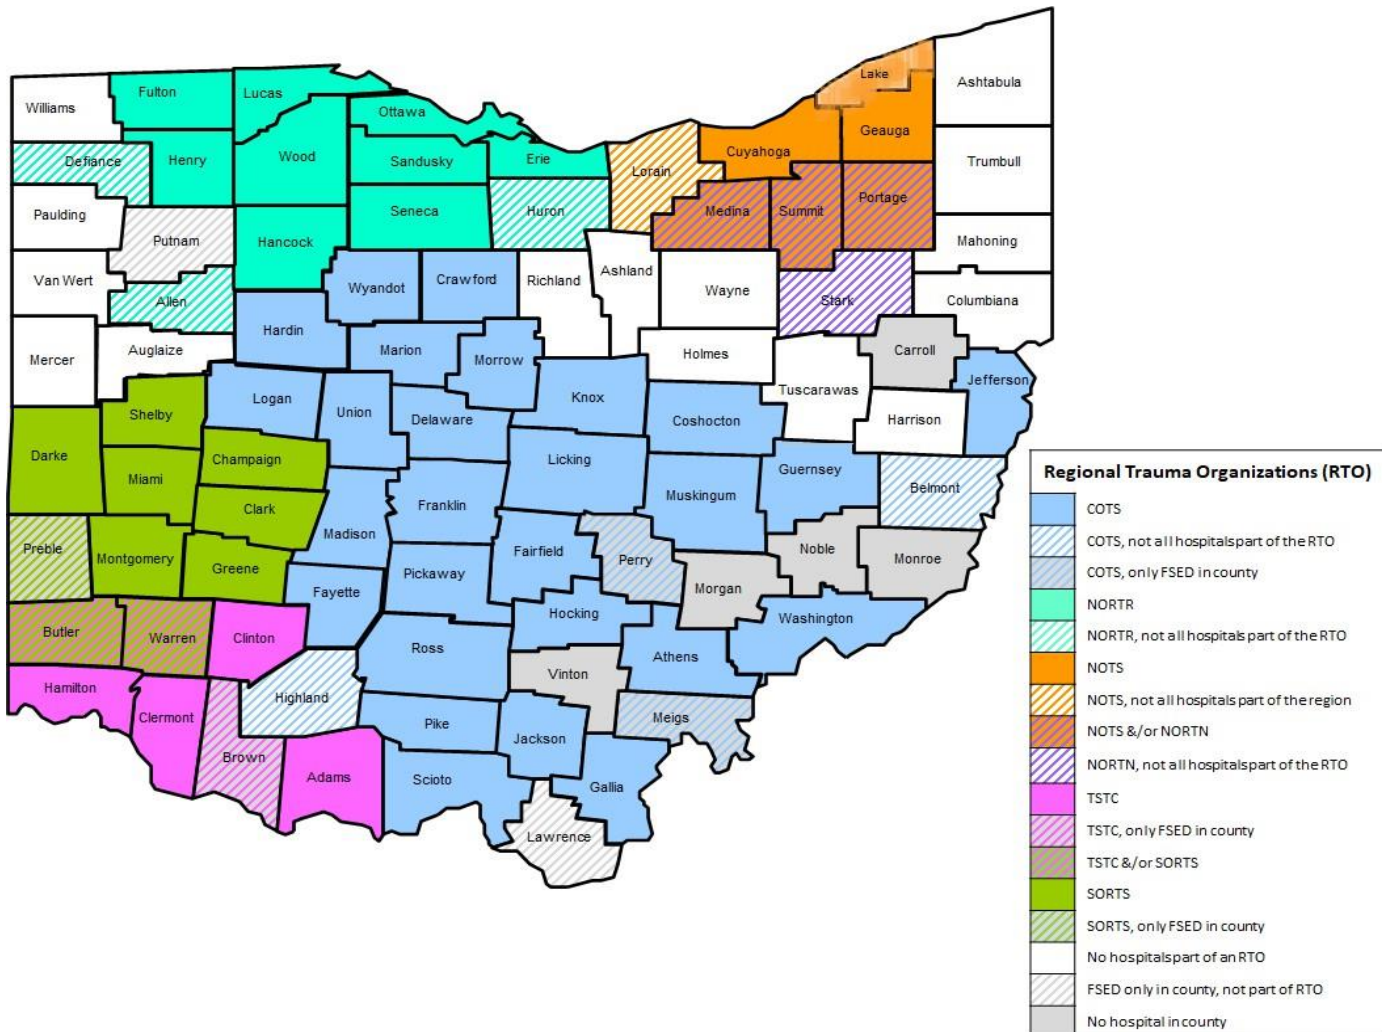 Williams
Fulton
Lucas
Ottawa
Lake
Ashtabula
Defiance
Henry
Wood
Sandusky
Erie
Lorain
Cuyahoga
Geauga
Trumbull
Paulding
Putnam
Hancock
Seneca
Huron
Medina
Summit
Portage
Mahoning
Van Wert
Allen
Wyandot
Crawford
Richland
Ashland
Wayne
Stark
Columbiana
Mercer
Auglaize
Hardin
Marion
Morrow
Holmes
Carroll
Jefferson
Logan
Union
Delaware
Knox
Coshocton
Tuscarawas
Harrison
Darke
Shelby
Miami
Champaign
Licking
Muskingum
Guernsey
Belmont
Clark
Madison
Franklin
Preble
Montgomery
Greene
Fayette
Pickaway
Fairfield
Perry
Morgan
Noble
Monroe
Butler
Warren
Clinton
Ross
Hocking
Athens
Washington
Hamilton
Clermont
Highland
Vinton
Meigs
Brown
Adams
Pike
Jackson
Scioto
Gallia
Lawrence
Regional Trauma Organizations (RTO)
COTS
COTS, not all hospitals part of the RTO
COTS, only FSED in county
NORTR
NORTR, not all hospitals part of the RTO
NOTS
NOTS, not all hospitals part of the region
NOTS &/or NORTN
NORTN, not all hospitals part of the RTO
TSTC
TSTC, only FSED in county
TSTC &/or SORTS
SORTS
SORTS, only FSED in county
No hospitals part of an RTO
FSED only in county, not part of RTO
No hospital in county